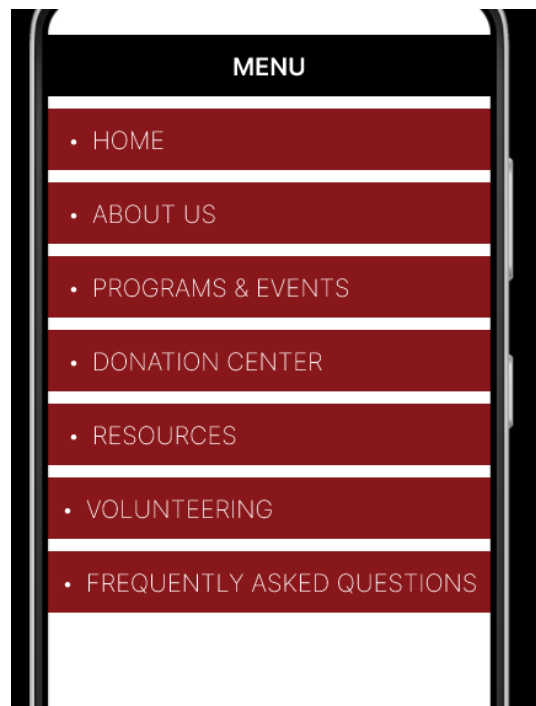 MENU
• HOME
• ABOUT US
• PROGRAMS & EVENTS
• DONATION CENTER
• RESOURCES
• VOLUNTEERING
• FREQUENTLY ASKED QUESTIONS